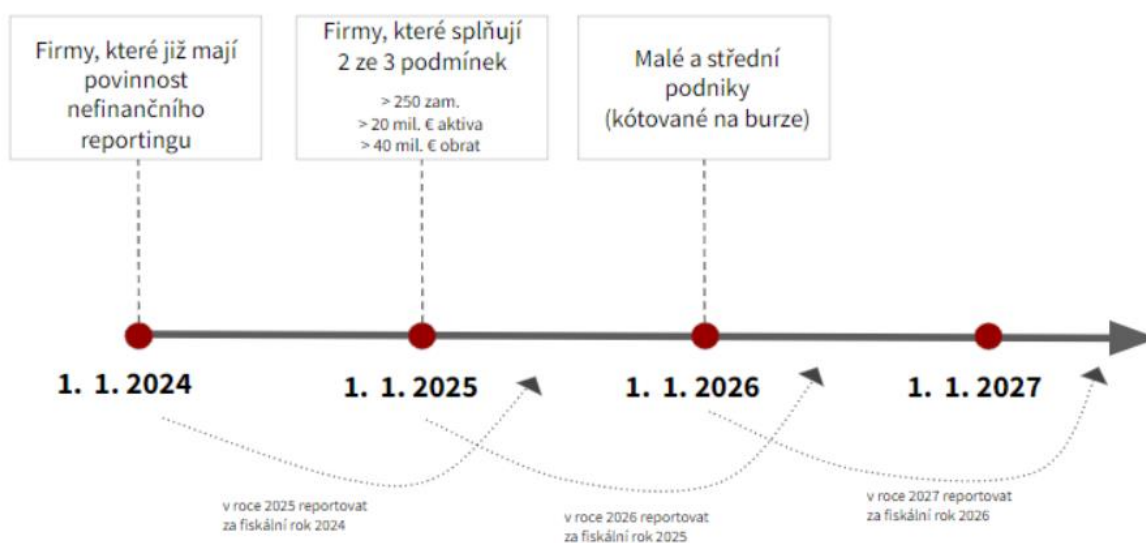 Firmy, které již mají
povinnost
nefinančního
reportingu
Firmy, které splňují
2 ze 3 podmínek
> 250 zam.
> 20 mil. € aktiva
> 40 mil. € obrat
Malé a střední
podniky
(kótované na burze)
1. 1. 2024
1. 1. 2025
1. 1. 2026
1. 1. 2027
v roce 2025 reportovat
za fiskální rok 2024
v roce 2026 reportovat
za fiskální rok 2025
v roce 2027 reportovat
za fiskální rok 2026